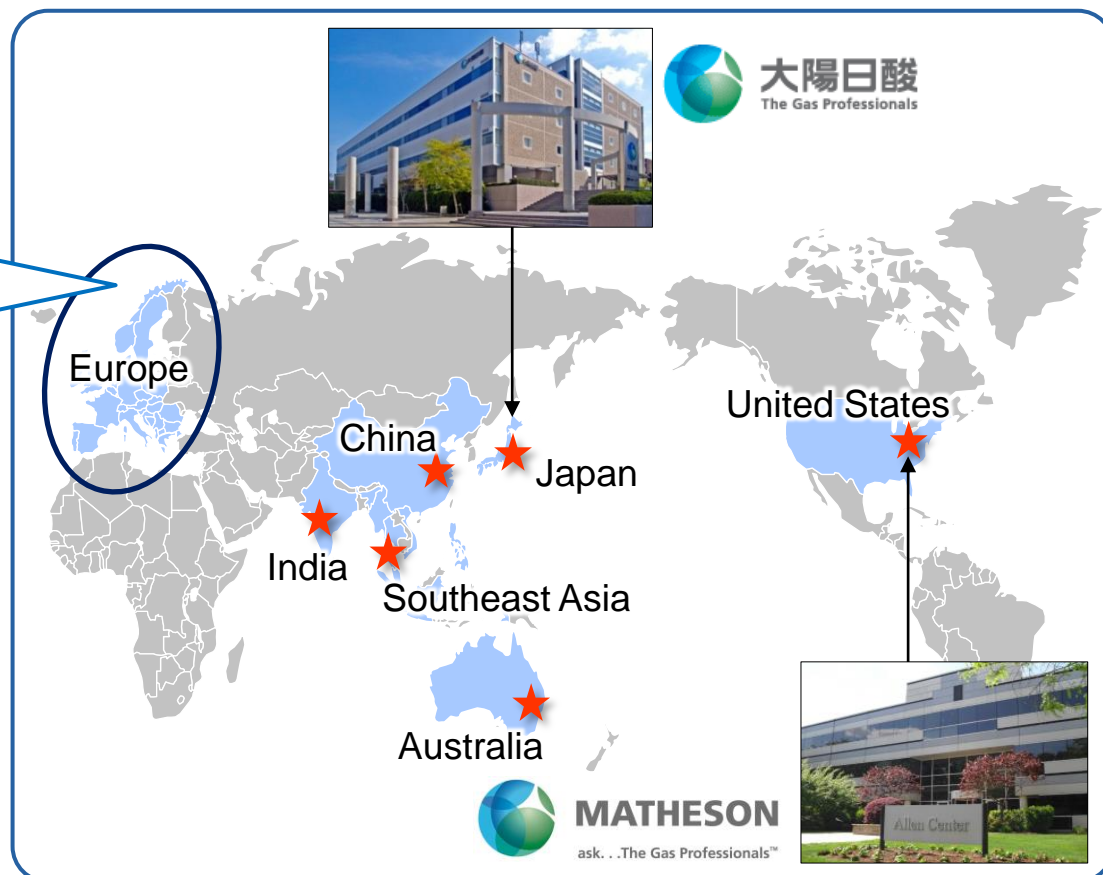 大陽日酸
The Gas Professionals
Europe
United States
China
Japan
India
Southeast Asia
Australia
MATHESON
ask. . .The Gas Professionals™
Allen Center